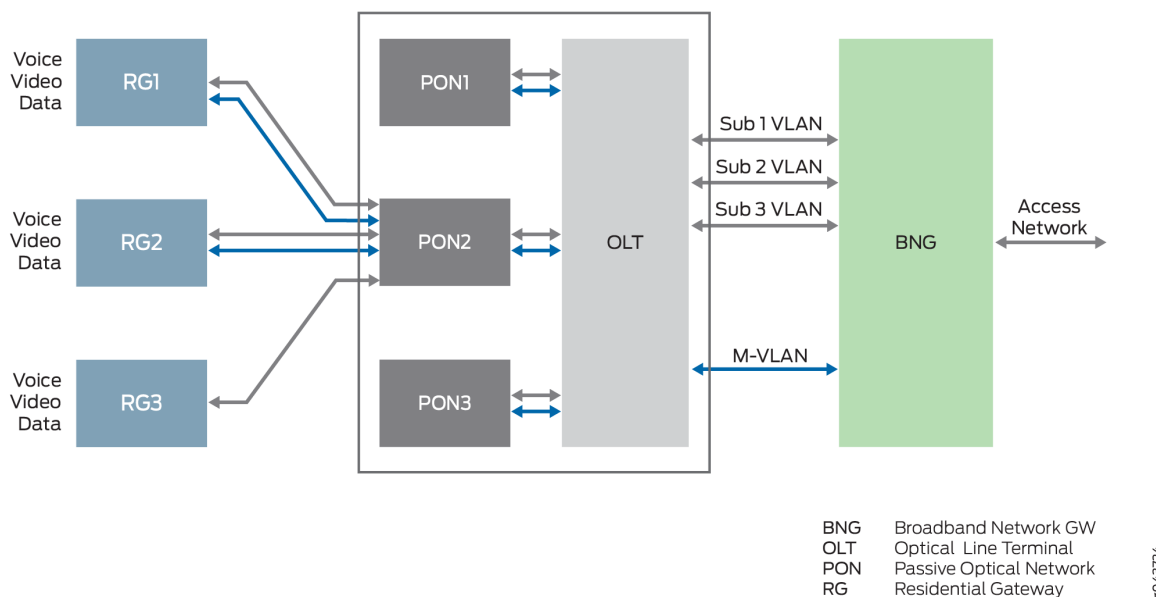 Voice
Video
Data
RG1
PON1
Sub 1 VLAN
Sub 2 VLAN
Voice
Video
Data
RG2
PON2
OLT
Sub 3 VLAN
BNG
Access
Network
M-VLAN
Voice
Video
Data
RG3
PON3
BNG Broadband Network GW
OLT Optical Line Terminal
PON Passive Optical Network
RG Residential Gateway